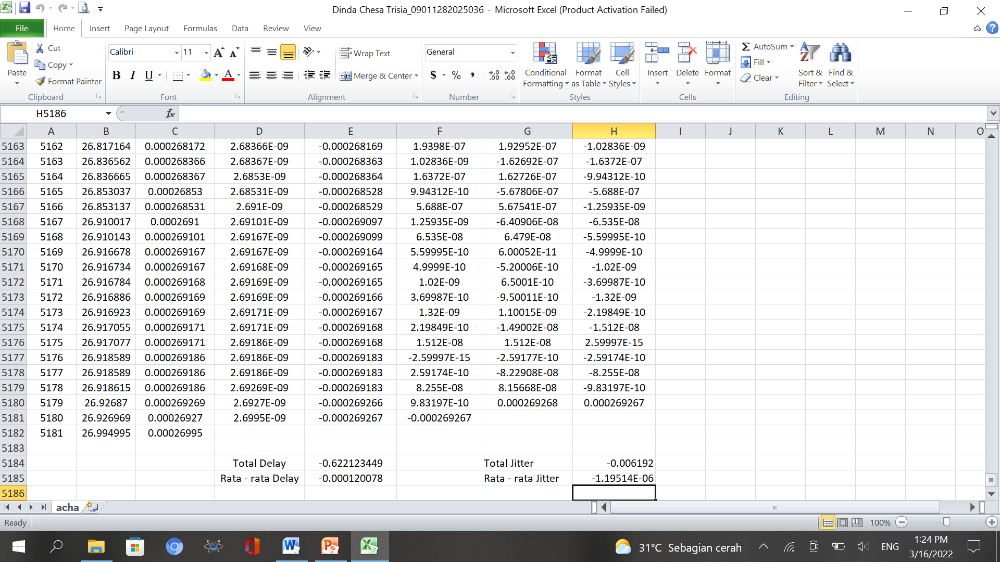 Dinda Chesa Trisia_09011282025036 - Microsoft Excel (Product Activation Failed)
File Home Insert Page Layout Formulas Data Review View
Cut
Copy
Format Painter
Paste
Clipboard
Calibri 11
B I U
Font
Wrap Text
Merge & Center
Alignment
General
$ % ,
Number
Conditional Formatting
Format as Table
Cell Styles
Styles
Insert Delete Format
Cells
AutoSum
Fill
Clear
Sort & Filter
Find & Select
Editing
H5186 fx
A B C D E F G H I J K L M N O
5163 5162 26.817164 0.000268172 2.68366E-09 -0.000268169 1.9398E-07 1.92952E-07 -1.02836E-09
5164 5163 26.836562 0.000268366 2.68367E-09 -0.000268363 1.02836E-09 -1.62692E-07 -1.6372E-07
5165 5164 26.836665 0.000268367 2.6853E-09 -0.000268364 1.6372E-07 1.62726E-07 -9.94312E-10
5166 5165 26.853037 0.00026853 2.68531E-09 -0.000268528 9.94312E-10 -5.67806E-07 -5.688E-07
5167 5166 26.853137 0.000268531 2.691E-09 -0.000268529 5.688E-07 5.67541E-07 -1.25935E-09
5168 5167 26.910017 0.0002691 2.69101E-09 -0.000269097 1.25935E-09 -6.40906E-08 -6.535E-08
5169 5168 26.910143 0.000269101 2.69167E-09 -0.000269099 6.535E-08 6.479E-08 -5.59995E-10
5170 5169 26.916678 0.000269167 2.69167E-09 -0.000269164 5.59995E-10 6.00052E-11 -4.9999E-10
5171 5170 26.916734 0.000269167 2.69168E-09 -0.000269165 4.9999E-10 -5.20006E-10 -1.02E-09
5172 5171 26.916784 0.000269168 2.69169E-09 -0.000269165 1.02E-09 6.5001E-10 -3.69987E-10
5173 5172 26.916886 0.000269169 2.69169E-09 -0.000269166 3.69987E-10 -9.50011E-10 -1.32E-09
5174 5173 26.916923 0.000269169 2.69171E-09 -0.000269167 1.32E-09 1.10015E-09 -2.19849E-10
5175 5174 26.917055 0.000269171 2.69171E-09 -0.000269168 2.19849E-10 -1.49002E-08 -1.512E-08
5176 5175 26.917077 0.000269171 2.69186E-09 -0.000269168 1.512E-08 1.512E-08 2.59997E-15
5177 5176 26.918589 0.000269186 2.69186E-09 -0.000269183 -2.59997E-15 -2.59177E-10 -2.59174E-10
5178 5177 26.918589 0.000269186 2.69186E-09 -0.000269183 2.59174E-10 -8.22908E-08 -8.255E-08
5179 5178 26.918615 0.000269186 2.69269E-09 -0.000269183 8.255E-08 8.15668E-08 -9.83197E-10
5180 5179 26.92687 0.000269269 2.6927E-09 -0.000269266 9.83197E-10 0.000269268 0.000269267
5181 5180 26.926969 0.00026927 2.6995E-09 -0.000269267 -0.000269267
5182 5181 26.994995 0.00026995
5183
5184 Total Delay -0.622123449 Total Jitter -0.006192
5185 Rata - rata Delay -0.000120078 Rata - rata Jitter -1.19514E-06
5186
acha
Ready 100%
31°C Sebagian cerah ENG 1:24 PM
3/16/2022